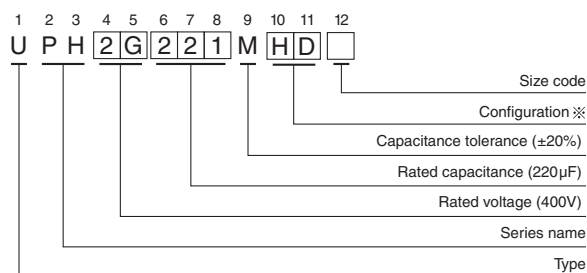 1 2 3 4 5 6 7 8 9 10 11 12
U P H 2 G 2 2 1 M H D
Size code
Configuration ※
Capacitance tolerance (±20%)
Rated capacitance (220µF)
Rated voltage (400V)
Series name
Type